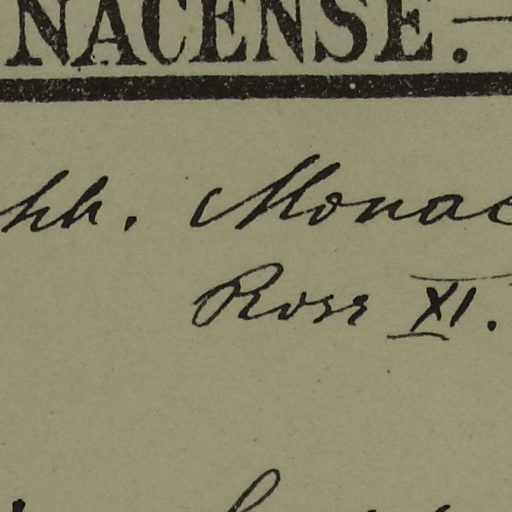 NACENSE.—
hh. Monac
Ross XI.